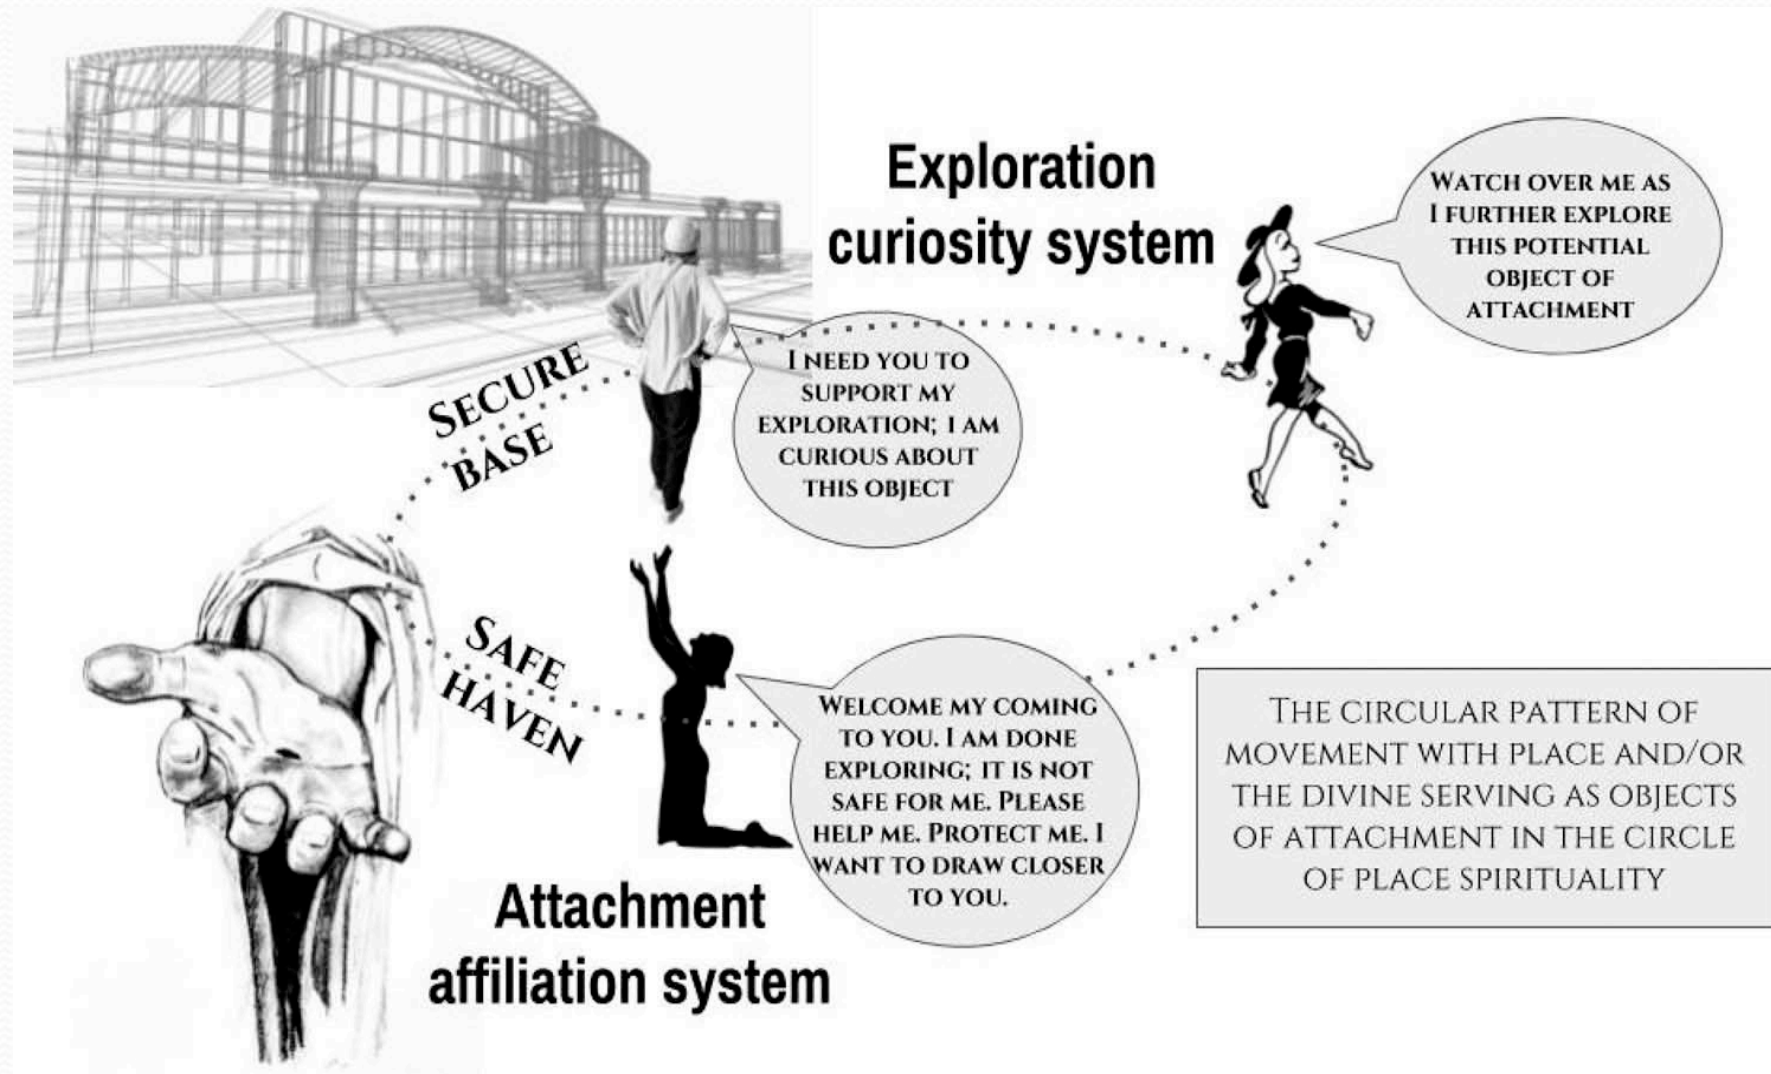 Exploration
curiosity system
WATCH OVER ME AS
I FURTHER EXPLORE
THIS POTENTIAL
OBJECT OF
ATTACHMENT
SECURE
BASE
I NEED YOU TO
SUPPORT MY
EXPLORATION; I AM
CURIOUS ABOUT
THIS OBJECT
SAFE
HAVEN
WELCOME MY COMING
TO YOU. I AM DONE
EXPLORING; IT IS NOT
SAFE FOR ME. PLEASE
HELP ME. PROTECT ME. I
WANT TO DRAW CLOSER
TO YOU.
Attachment
affiliation system
THE CIRCULAR PATTERN OF
MOVEMENT WITH PLACE AND/OR
THE DIVINE SERVING AS OBJECTS
OF ATTACHMENT IN THE CIRCLE
OF PLACE SPIRITUALITY